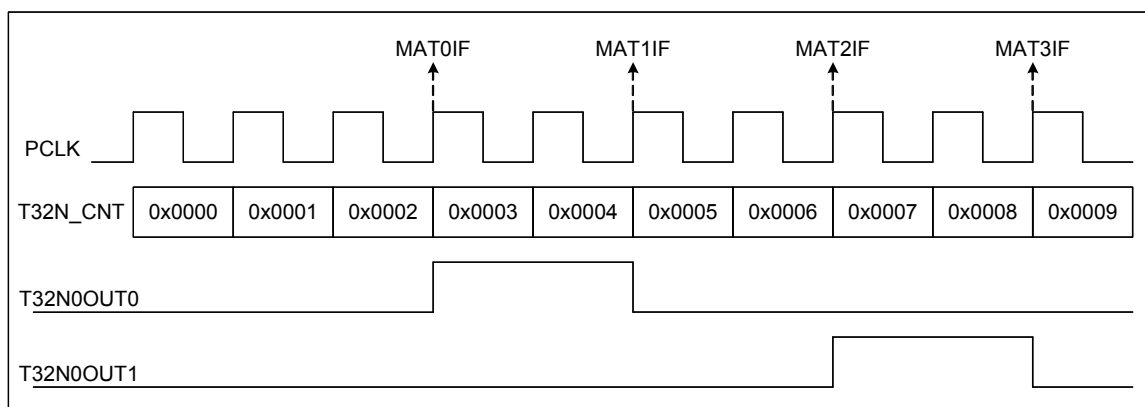 MAT0IF MAT1IF MAT2IF MAT3IF
PCLK
T32N_CNT 0x0000 0x0001 0x0002 0x0003 0x0004 0x0005 0x0006 0x0007 0x0008 0x0009
T32N0OUT0
T32N0OUT1